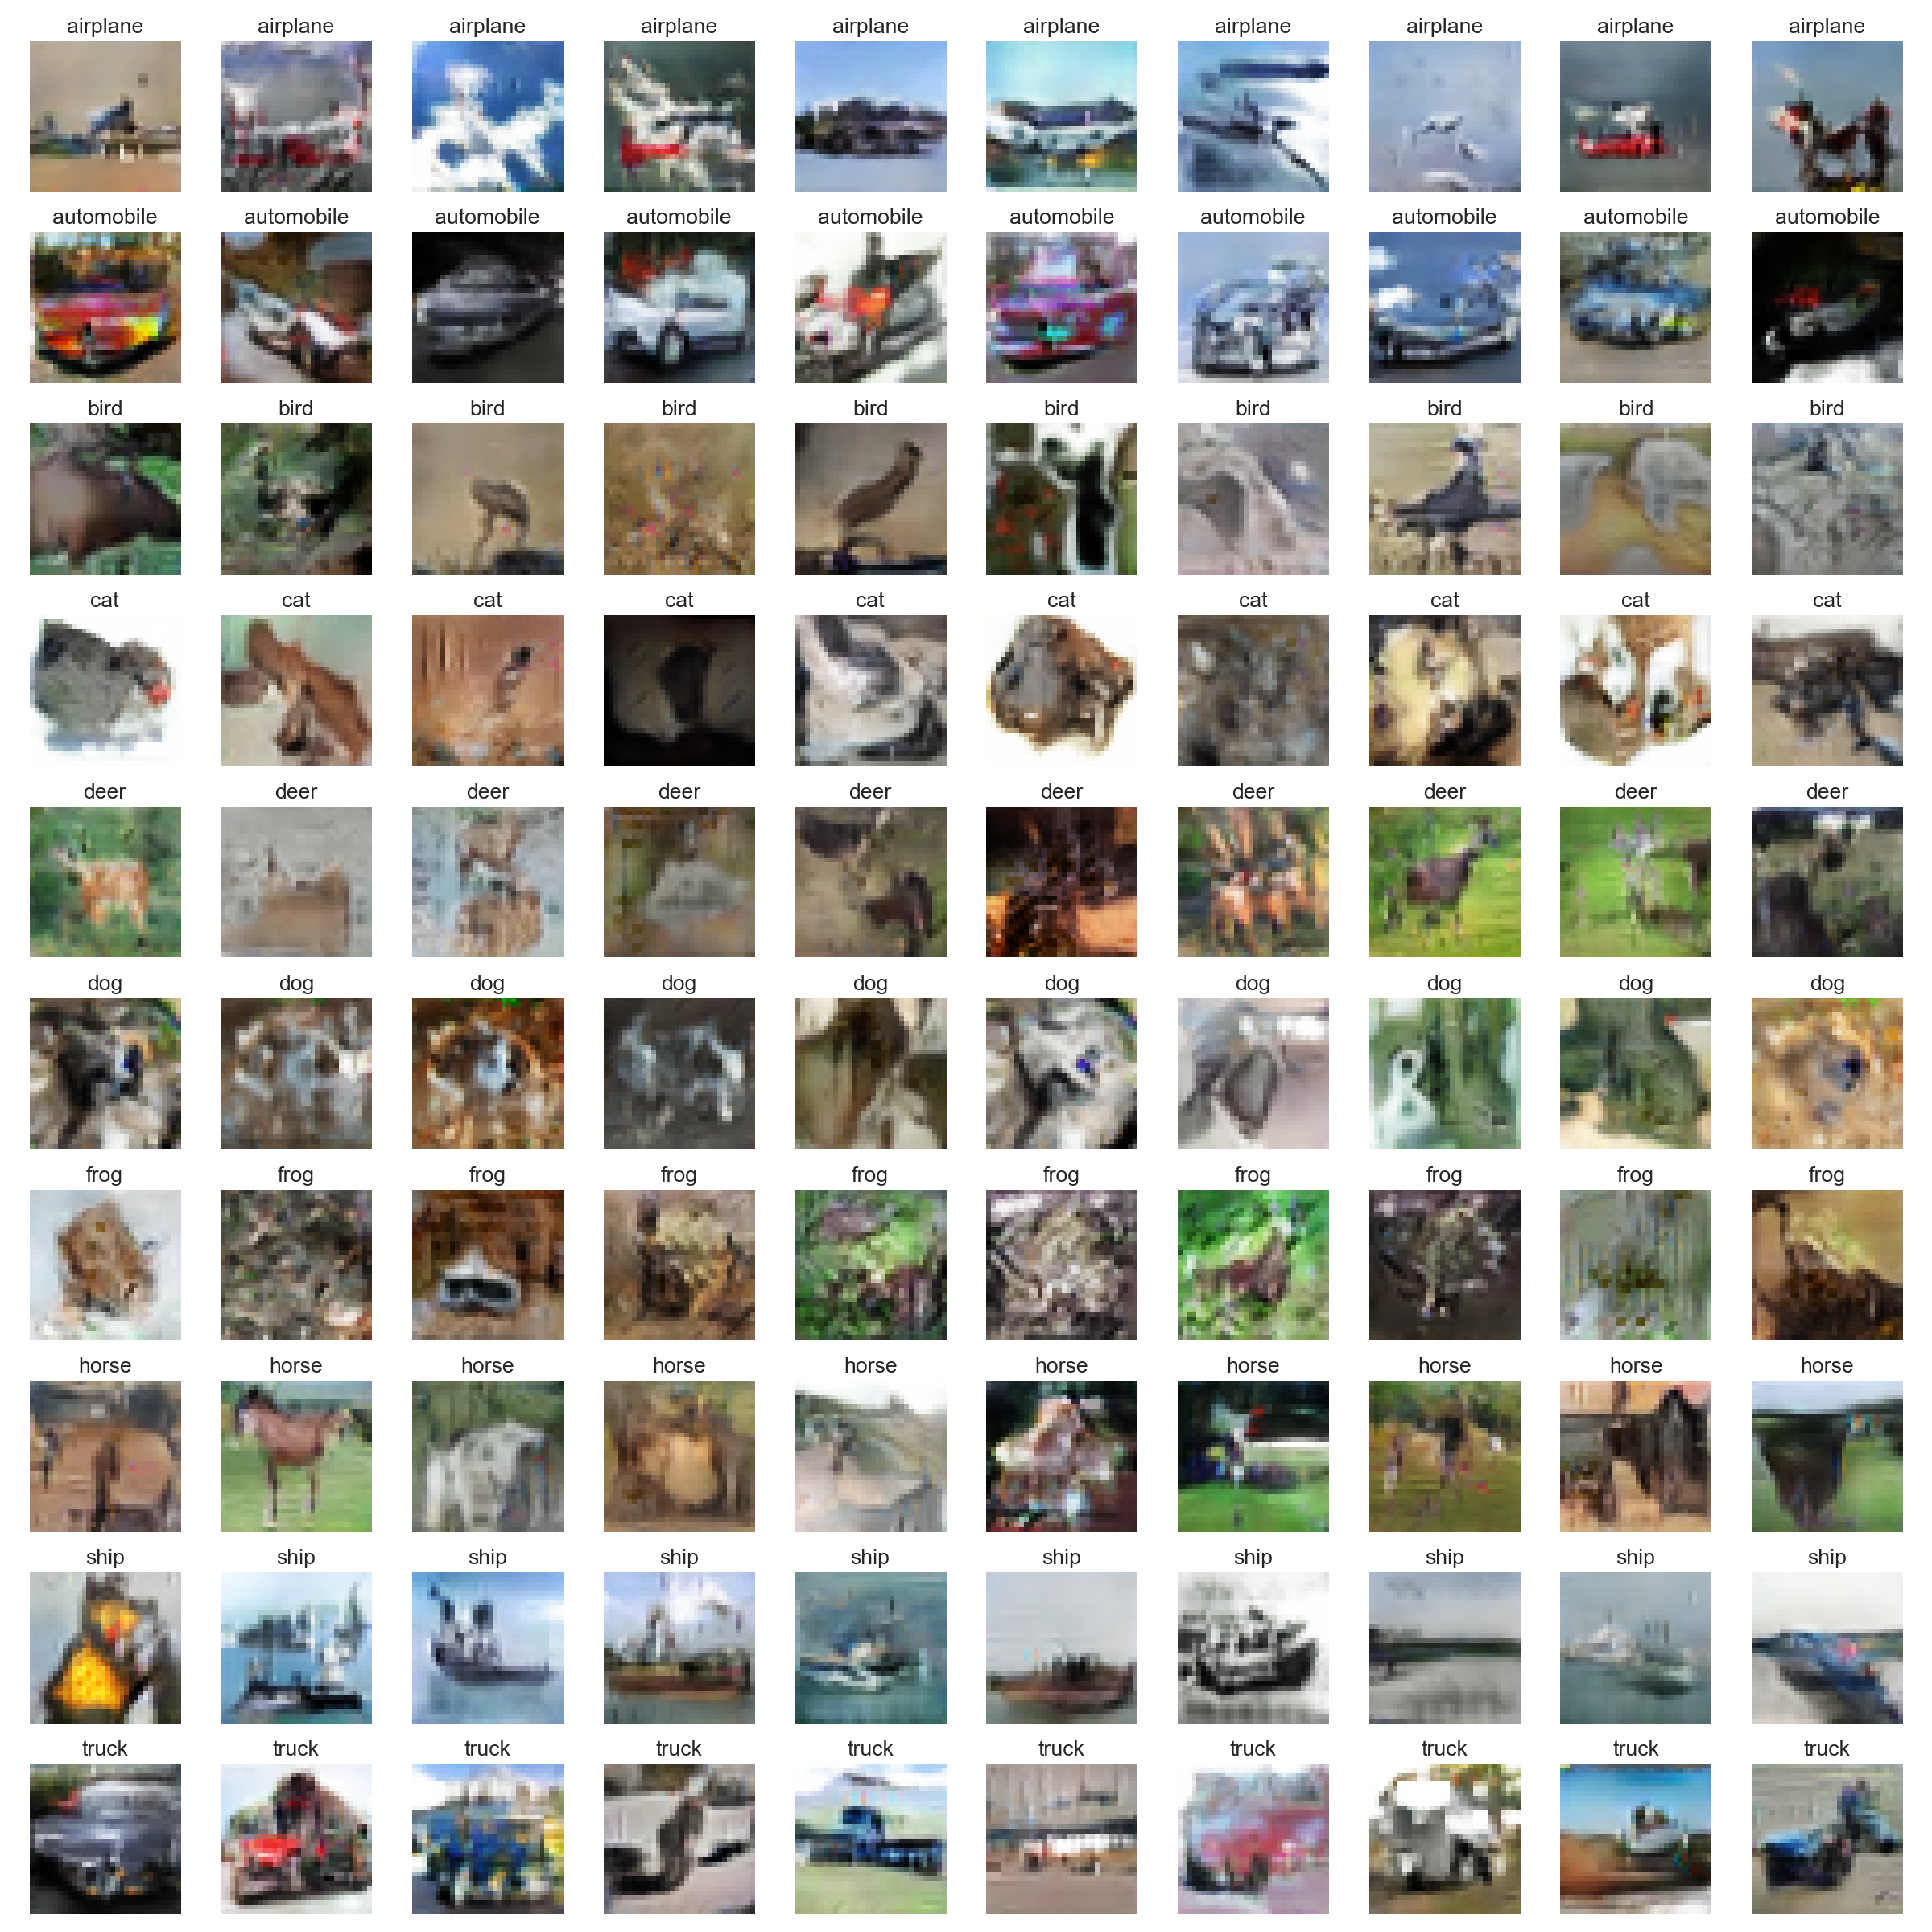 airplane airplane airplane airplane airplane airplane airplane airplane airplane airplane
automobile automobile automobile automobile automobile automobile automobile automobile automobile automobile
bird bird bird bird bird bird bird bird bird bird
cat cat cat cat cat cat cat cat cat cat
deer deer deer deer deer deer deer deer deer deer
dog dog dog dog dog dog dog dog dog dog
frog frog frog frog frog frog frog frog frog frog
horse horse horse horse horse horse horse horse horse horse
ship ship ship ship ship ship ship ship ship ship
truck truck truck truck truck truck truck truck truck truck